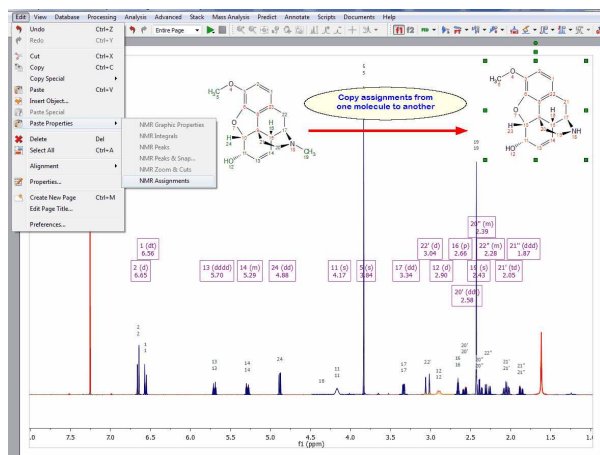 Edit View Database Processing Analysis Advanced Stack Mass Analysis Predict Annotate Scripts Documents Help
Undo Ctrl+Z
Redo Ctrl+Y
Cut Ctrl+X
Copy Ctrl+C
Copy Special
Paste Ctrl+V
Insert Object...
Paste Special
Paste Properties
Delete Del
Select All Ctrl+A
Alignment
Properties...
Create New Page Ctrl+M
Edit Page Title...
Preferences...
NMR Graphic Properties
NMR Integrals
NMR Peaks
NMR Peaks & Snap...
NMR Zoom & Cuts
NMR Assignments
Entire Page
Copy assignments from
one molecule to another
1 (dt)
6.56
2 (d)
6.65
13 (dddd)
5.70
14 (m)
5.29
24 (dd)
4.88
11 (s)
4.17
5 (s)
3.84
17 (dd)
3.34
22' (d)
3.04
12 (d)
2.90
16 (p)
2.66
20' (dd)
2.58
20" (m)
2.39
19 (s)
2.43
22" (m)
2.28
21' (td)
2.05
21" (ddd)
1.87
7.0 6.5 6.0 5.5 5.0 4.5 4.0 3.5 3.0 2.5 2.0 1.5 1.0
f1 (ppm)